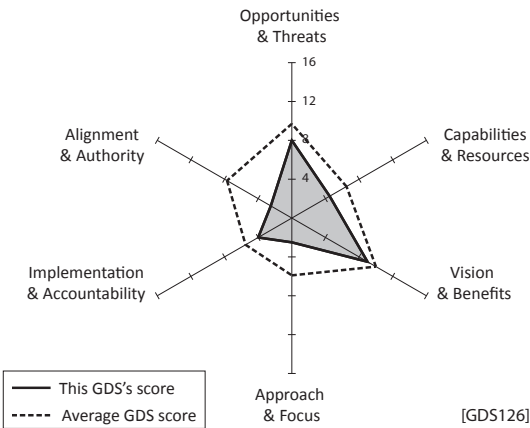 Opportunities
& Threats
16
12
8
4
Alignment
& Authority
Capabilities
& Resources
Implementation
& Accountability
Vision
& Benefits
This GDS's score
Average GDS score
Approach
& Focus
[GDS126]